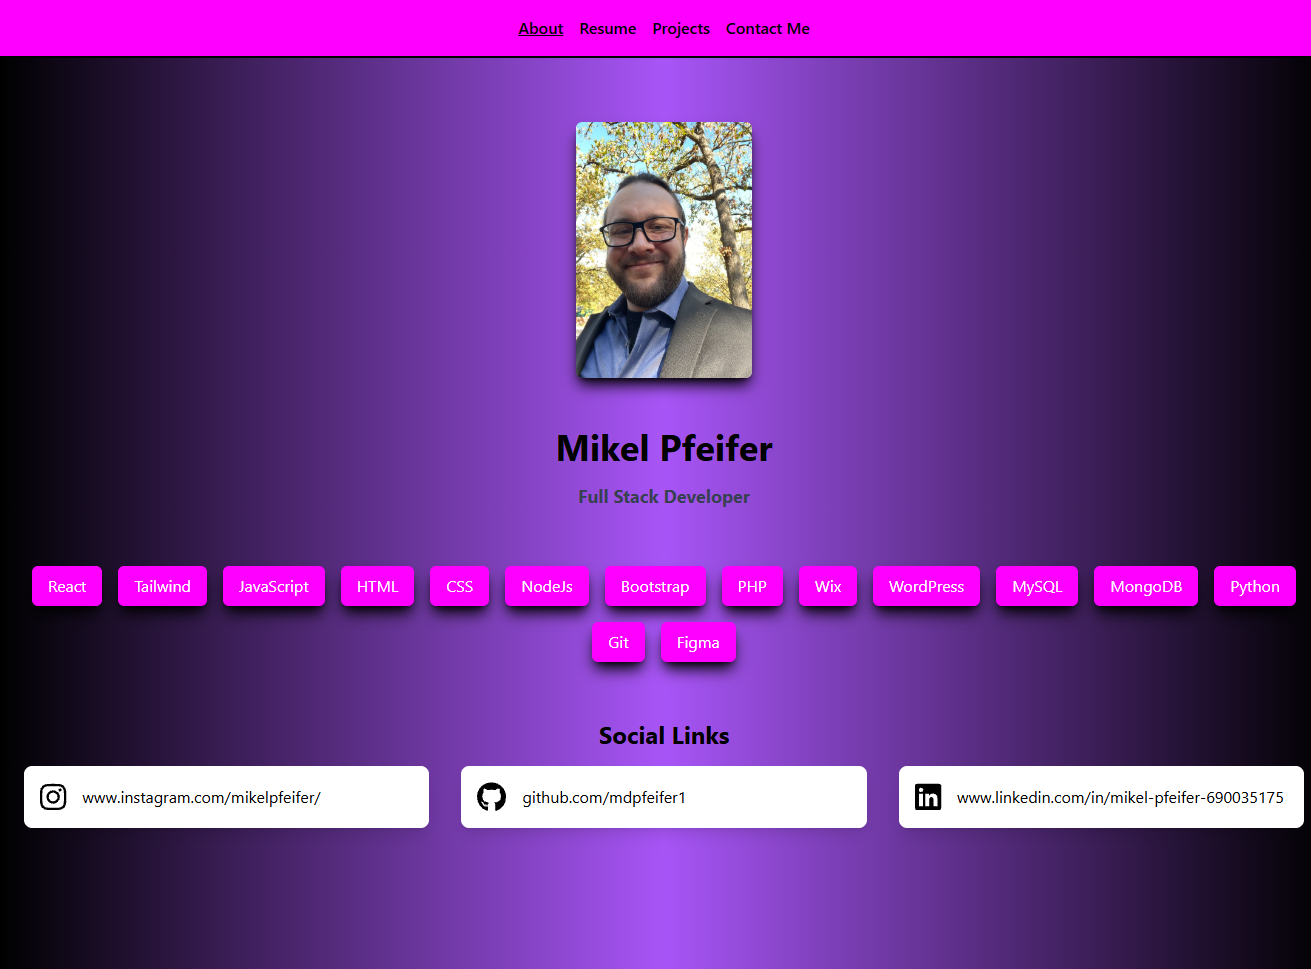 About Resume Projects Contact Me
Mikel Pfeifer
Full Stack Developer
React Tailwind JavaScript HTML CSS NodeJs Bootstrap PHP Wix WordPress MySQL MongoDB Python
Git Figma
Social Links
www.instagram.com/mikelpfeifer/ github.com/mdpfeifer1 www.linkedin.com/in/mikel-pfeifer-690035175